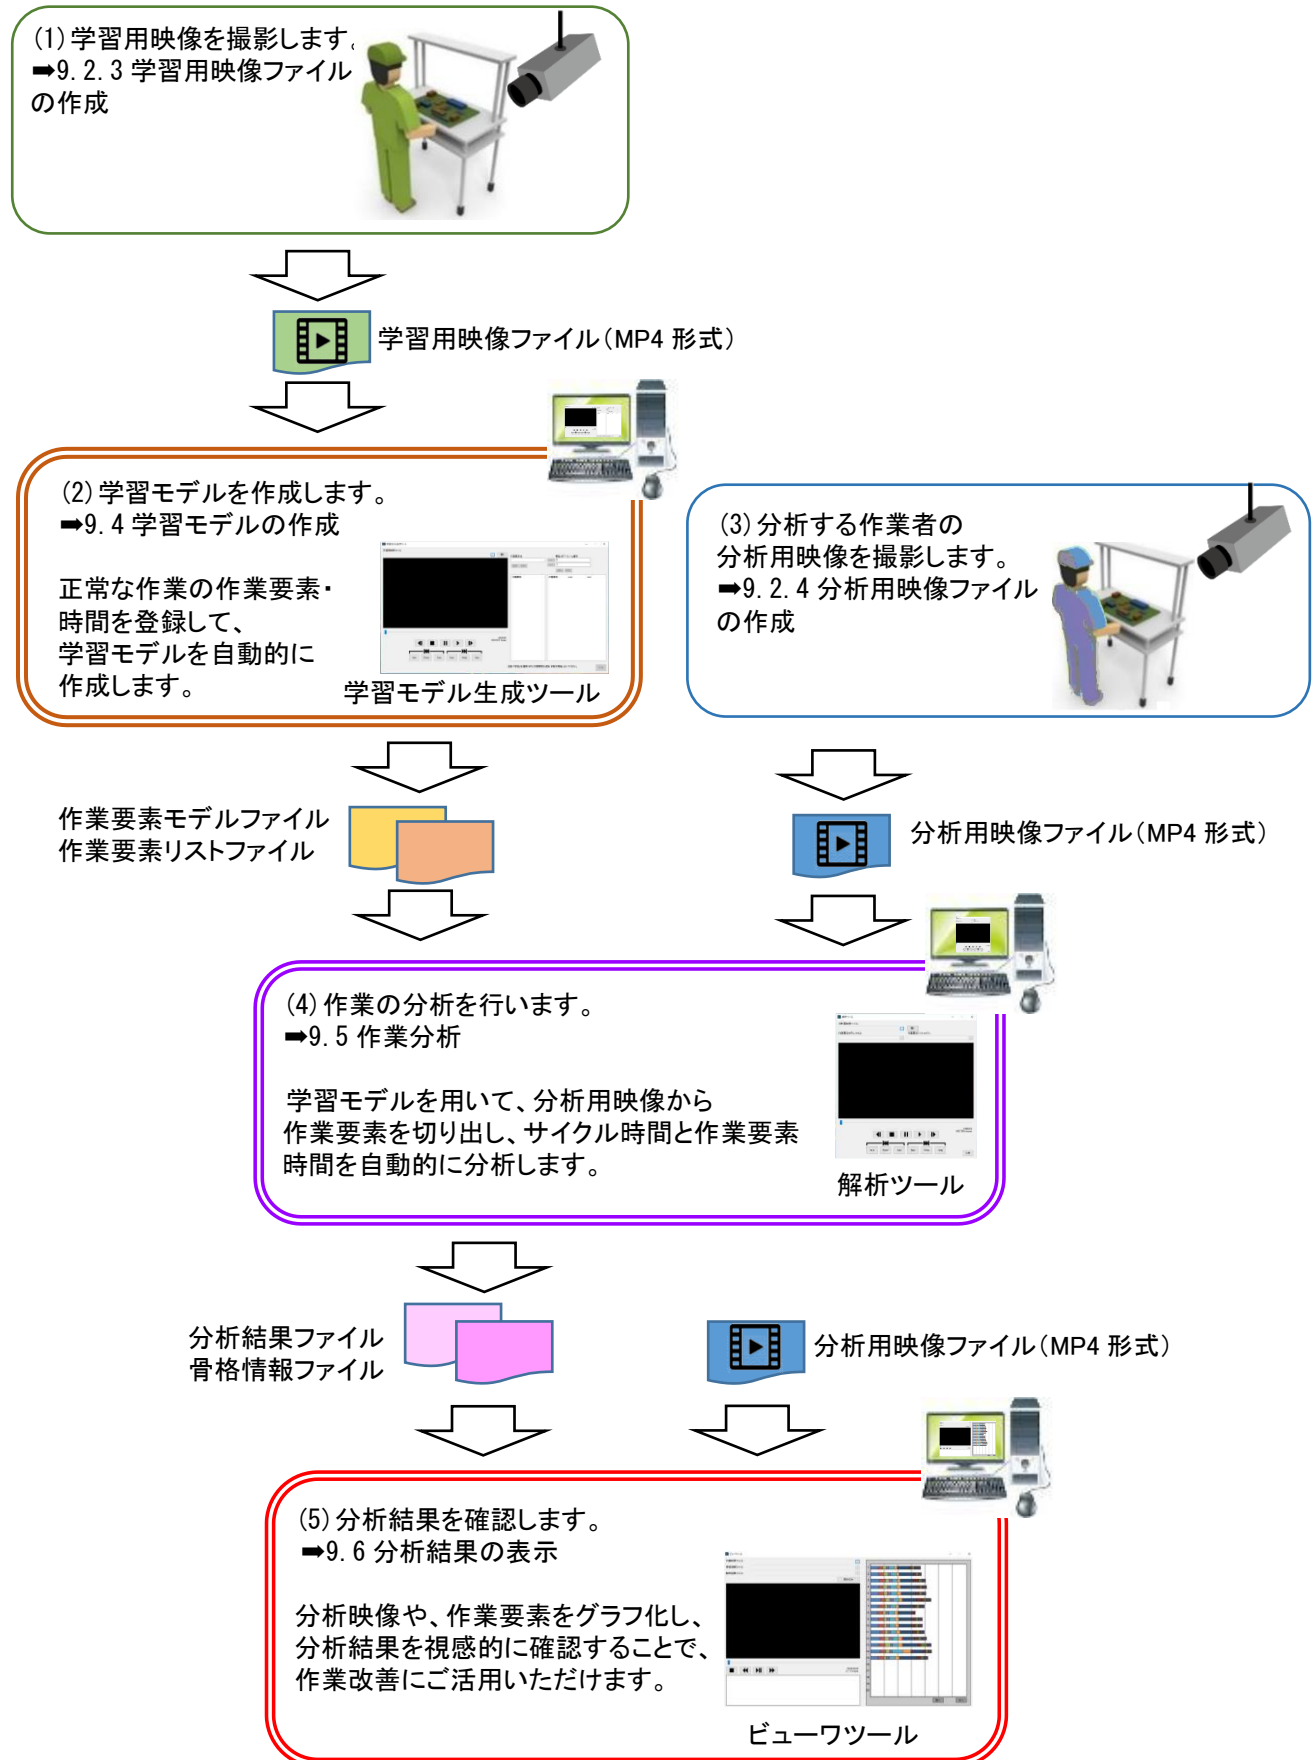 (1)学習用映像を撮影します。
➡9.2.3 学習用映像ファイル
の作成
学習用映像ファイル(MP4 形式)
(2)学習モデルを作成します。
➡9.4 学習モデルの作成
正常な作業の作業要素・
時間を登録して、
学習モデルを自動的に
作成します。
学習モデル生成ツール
(3)分析する作業者の
分析用映像を撮影します。
➡9.2.4 分析用映像ファイル
の作成
作業要素モデルファイル
作業要素リストファイル
分析用映像ファイル(MP4 形式)
(4)作業の分析を行います。
➡9.5 作業分析
学習モデルを用いて、分析用映像から
作業要素を切り出し、サイクル時間と作業要素
時間を自動的に分析します。
解析ツール
分析結果ファイル
骨格情報ファイル
分析用映像ファイル(MP4 形式)
(5)分析結果を確認します。
➡9.6 分析結果の表示
分析映像や、作業要素をグラフ化し、
分析結果を視感的に確認することで、
作業改善にご活用いただけます。
ビューワツール